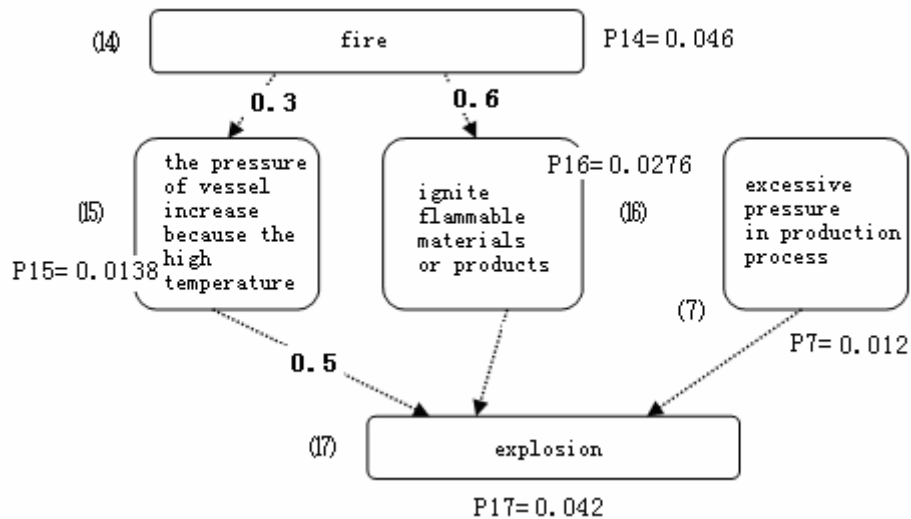 (14)
fire
P14=0.046
0.3
0.6
the pressure
of vessel
increase
because the
high
temperature
(15)
P15=0.0138
ignite
flammable
materials
or products
P16=0.0276
(16)
excessive
pressure
in production
process
(7)
P7=0.012
0.5
(17)
explosion
P17=0.042